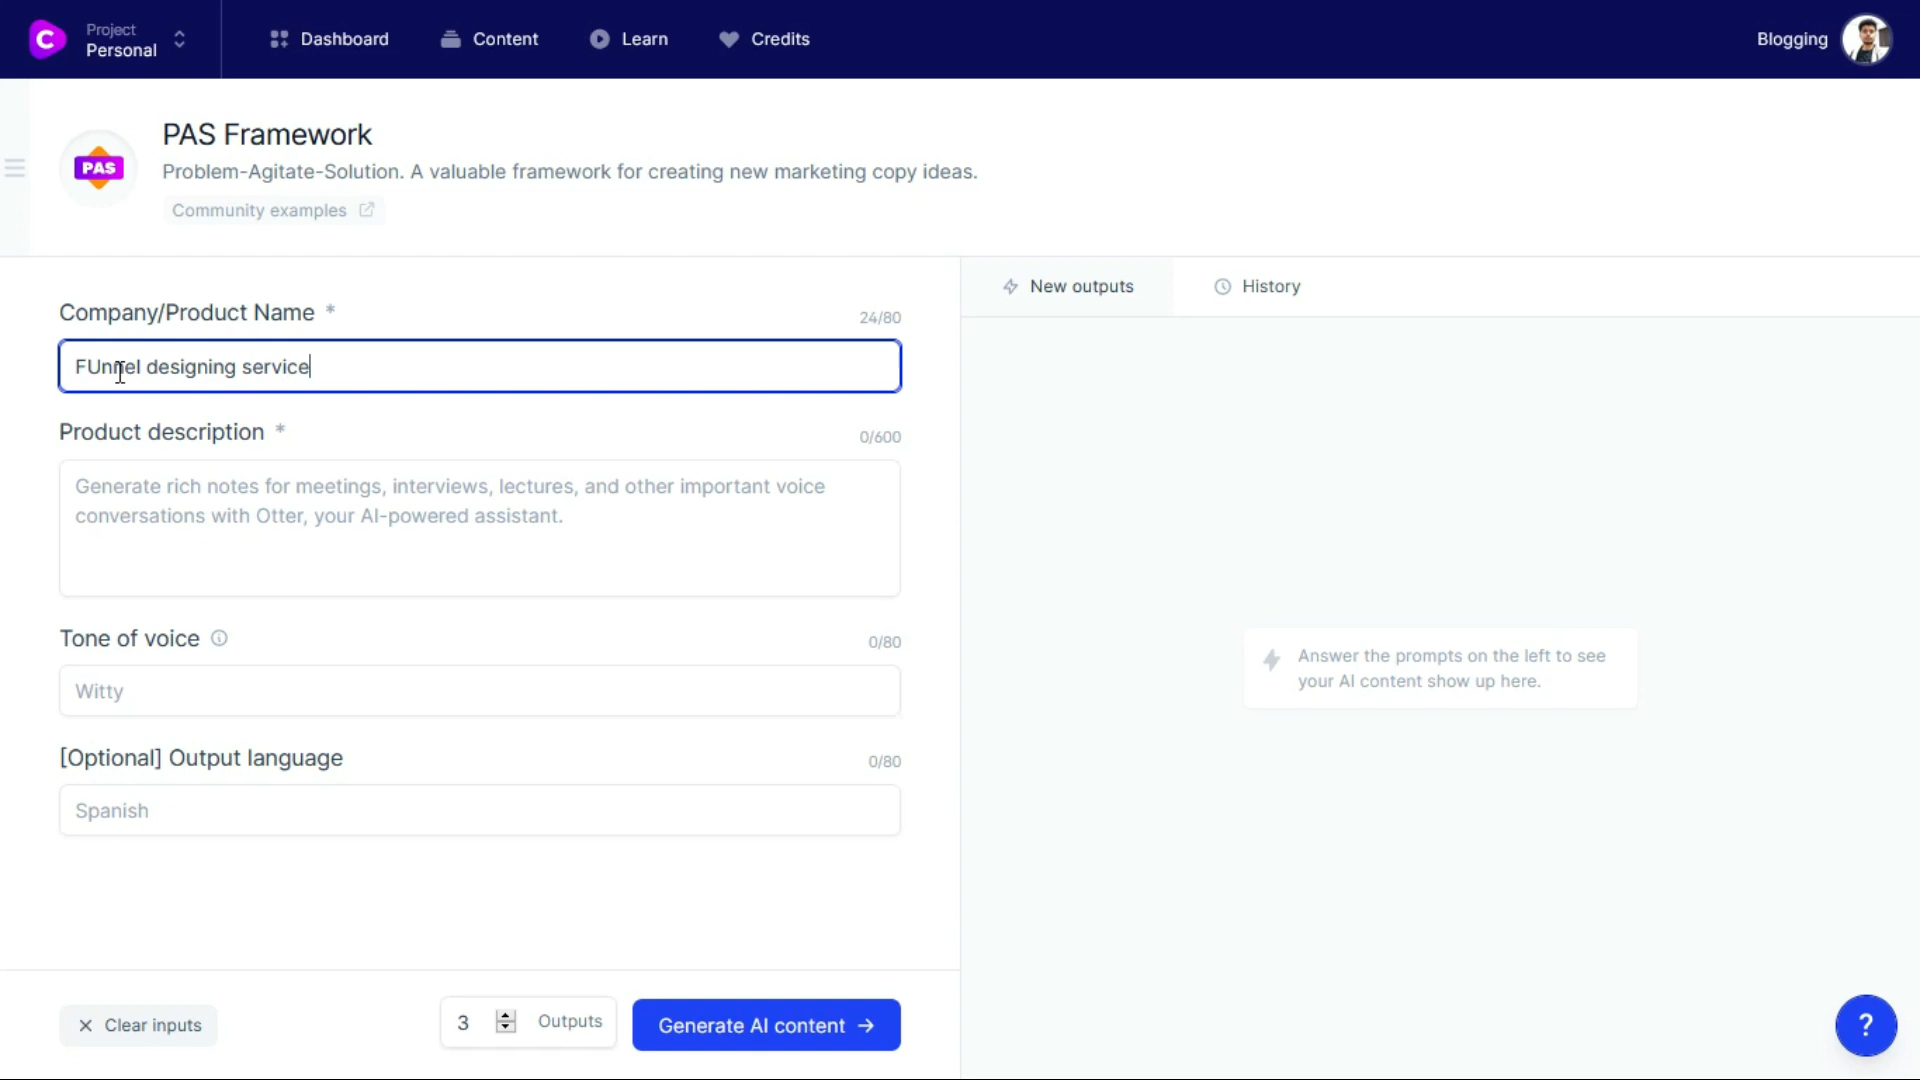 C
Project
Personal
Dashboard
Content
Learn
Credits
Blogging
PAS
PAS Framework
Problem-Agitate-Solution. A valuable framework for creating new marketing copy ideas.
Community examples
Company/Product Name *
24/80
FUnnel designing service
Product description *
0/600
Generate rich notes for meetings, interviews, lectures, and other important voice
conversations with Otter, your AI-powered assistant.
Tone of voice
0/80
Witty
[Optional] Output language
0/80
Spanish
Clear inputs
3 Outputs
Generate AI content →
New outputs
History
Answer the prompts on the left to see
your AI content show up here.
?